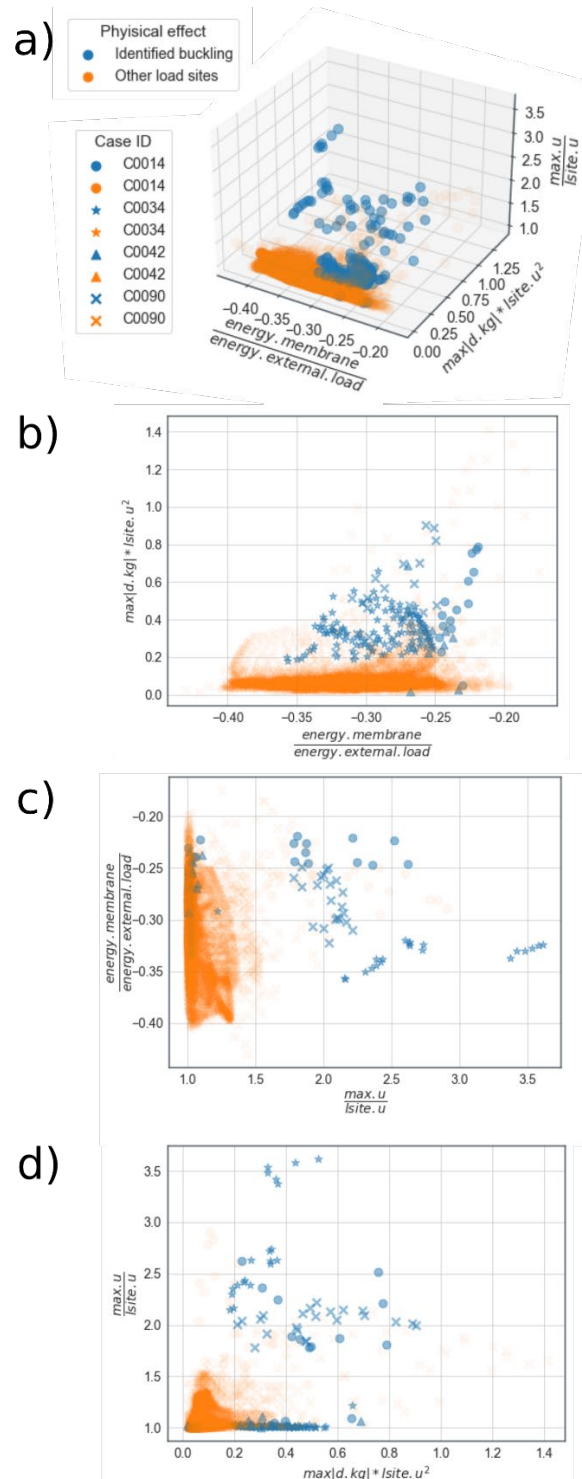 a)
Phyisical effect
Identified buckling
Other load sites
Case ID
C0014
C0014
C0034
C0034
C0042
C0042
C0090
C0090
3.5
3.0
2.5
2.0
1.5
1.0
max.u
lsite.u
1.25
1.00
0.75
0.50
0.25
0.00
max|d.kg| * lsite.u²
−0.40
−0.35
−0.30
−0.25
−0.20
energy.membrane
energy.external.load
b)
1.4
1.2
1.0
0.8
0.6
0.4
0.2
0.0
max|d.kg| * lsite.u²
−0.40 −0.35 −0.30 −0.25 −0.20
energy.membrane
energy.external.load
c)
−0.20
−0.25
−0.30
−0.35
−0.40
energy.membrane
energy.external.load
1.0 1.5 2.0 2.5 3.0 3.5
max.u
lsite.u
d)
3.5
3.0
2.5
2.0
1.5
1.0
max.u
lsite.u
0.0 0.2 0.4 0.6 0.8 1.0 1.2 1.4
max|d.kg| * lsite.u²